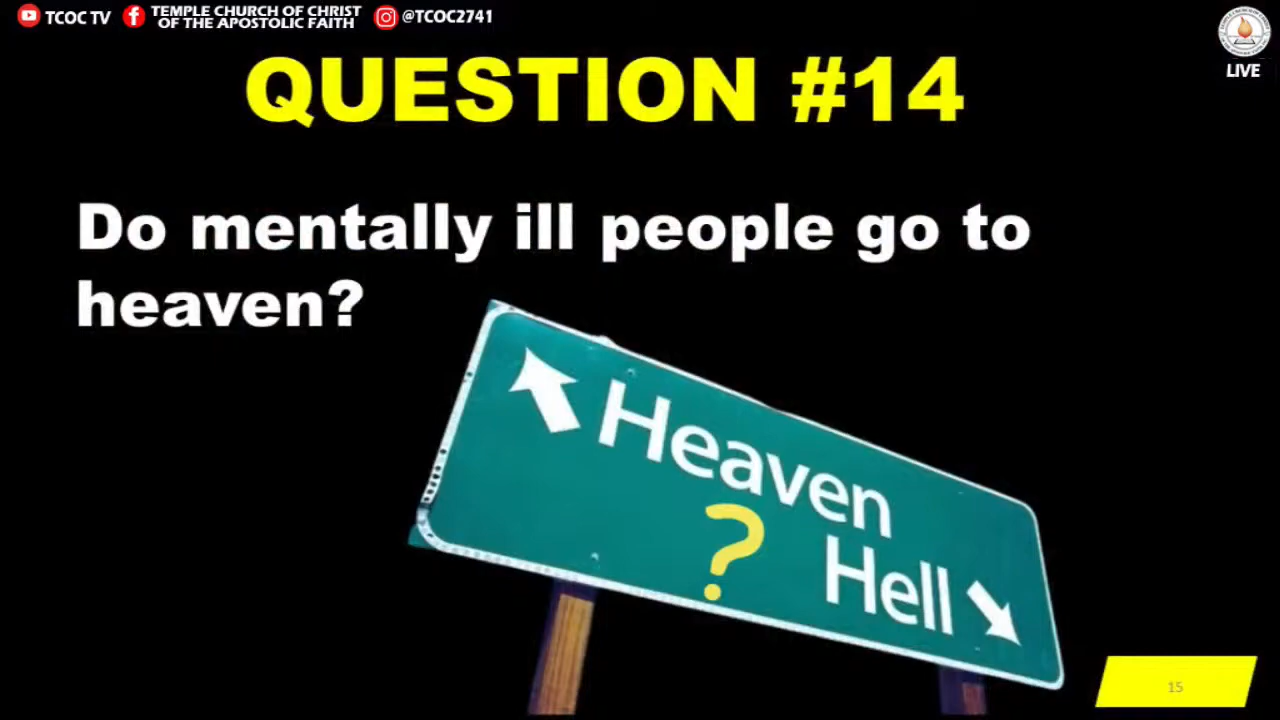 TCOC TV
TEMPLE CHURCH OF CHRIST
OF THE APOSTOLIC FAITH
@TCOC2741
LIVE
QUESTION #14
Do mentally ill people go to
heaven?
Heaven
?
Hell
15